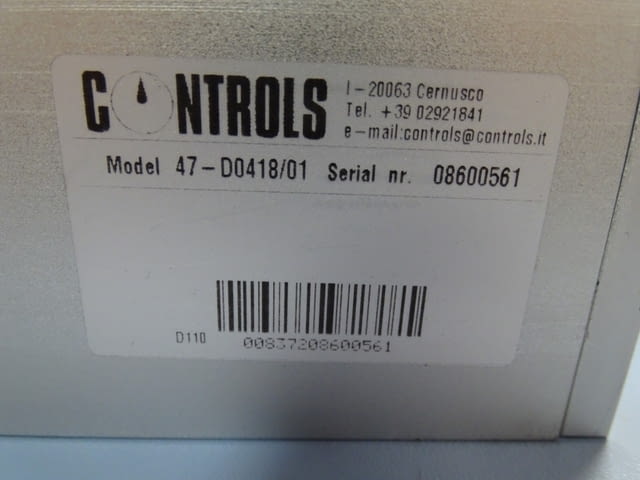 CONTROLS
I-20063 Cernusco
Tel. +39 02921841
e-mail:controls@controls.it
Model 47-D0418/01 Serial nr. 08600561
D110
00837208600561